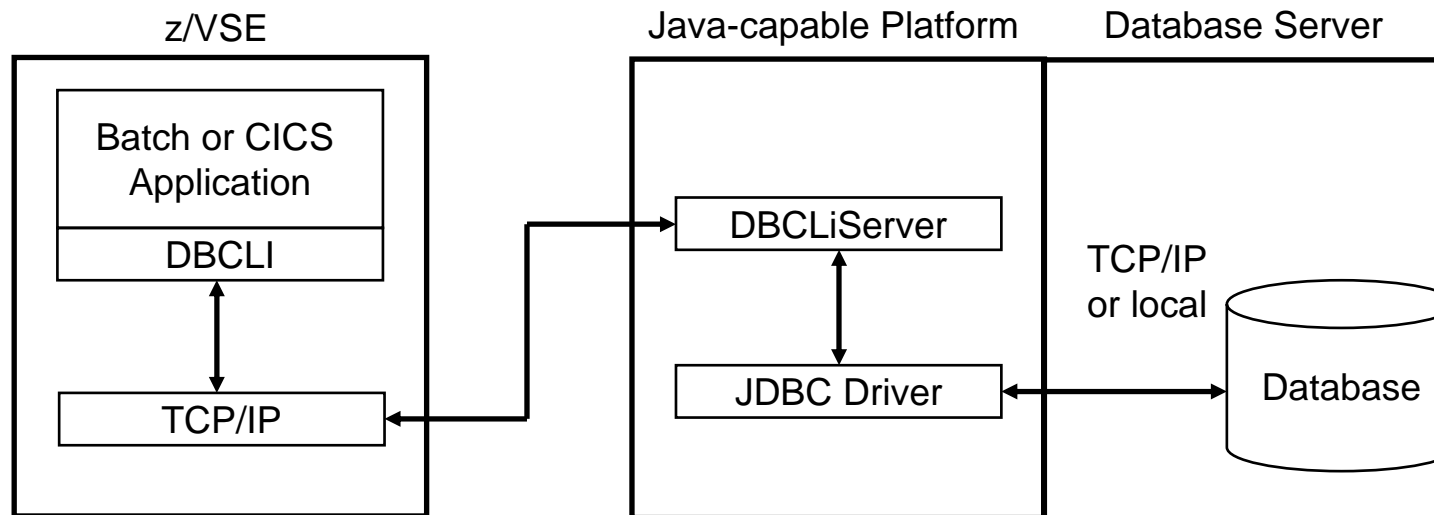 z/VSE
Java-capable Platform
Database Server
Batch or CICS
Application
DBCLI
TCP/IP
DBCLiServer
JDBC Driver
TCP/IP
or local
Database